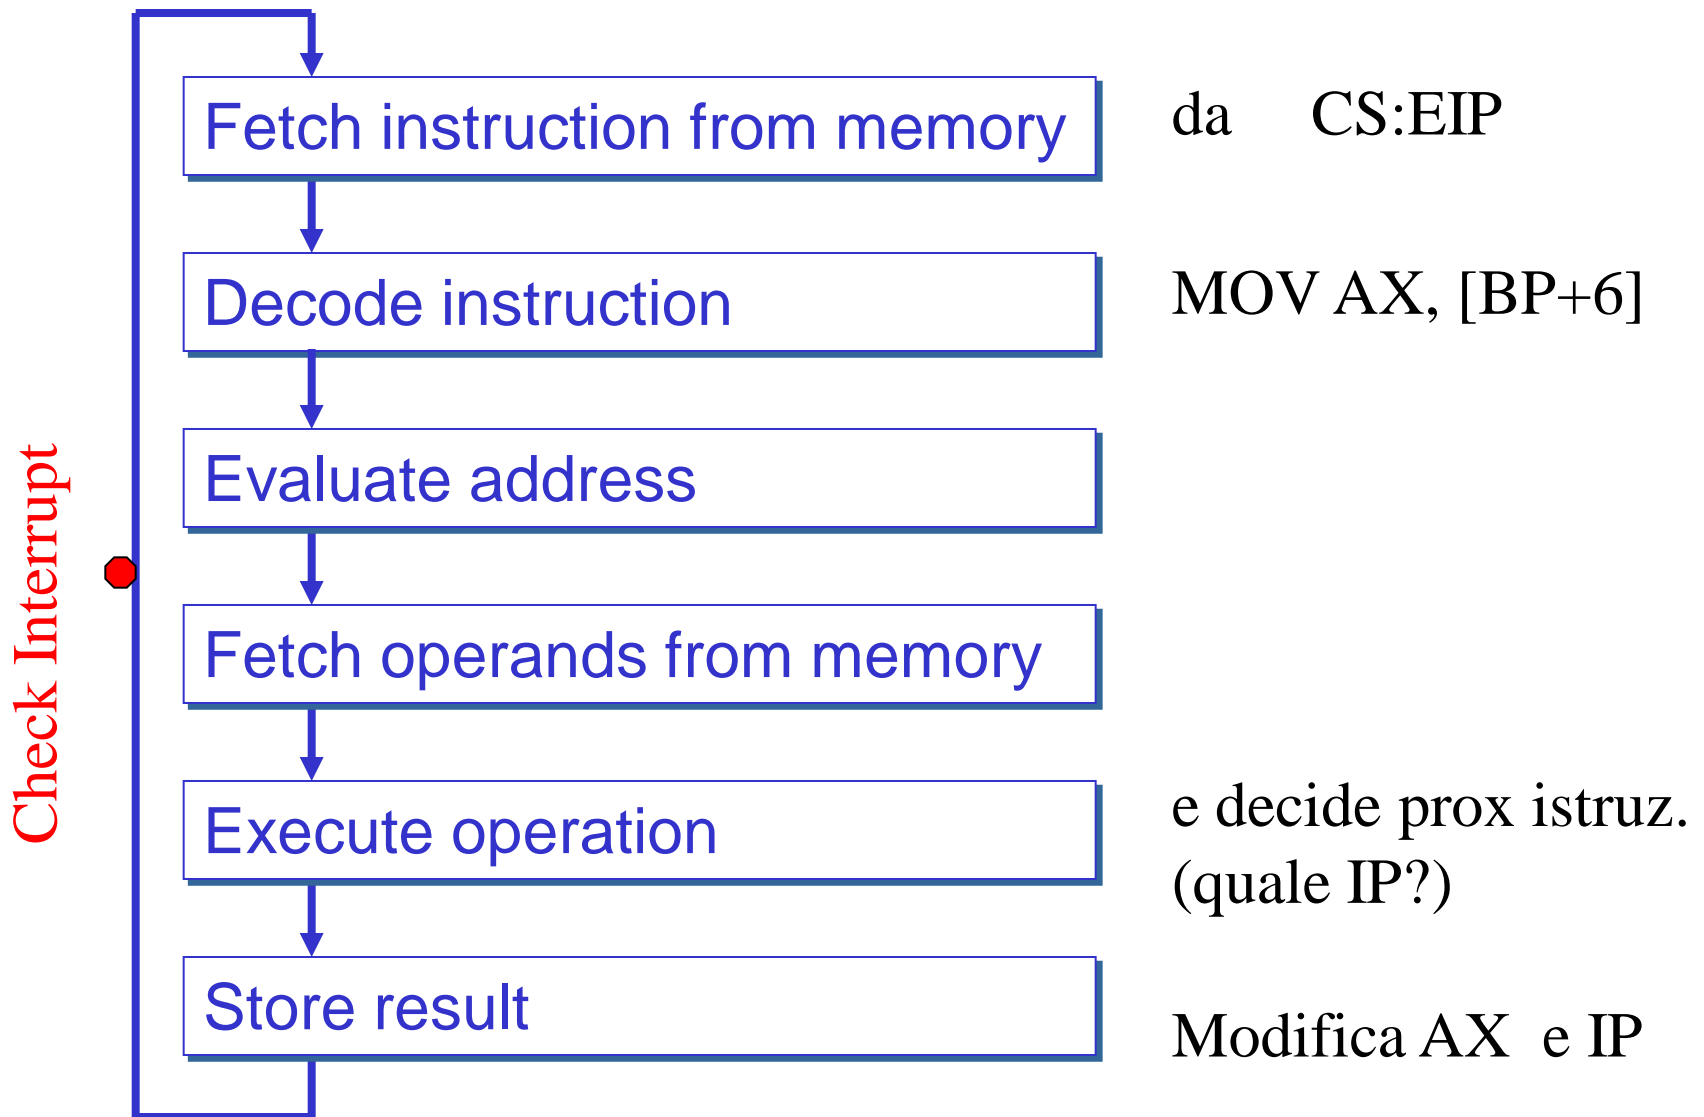 Fetch instruction from memory
da CS:EIP
Decode instruction
MOV AX, [BP+6]
Evaluate address
Check Interrupt
Fetch operands from memory
Execute operation
e decide prox istruz.
(quale IP?)
Store result
Modifica AX e IP